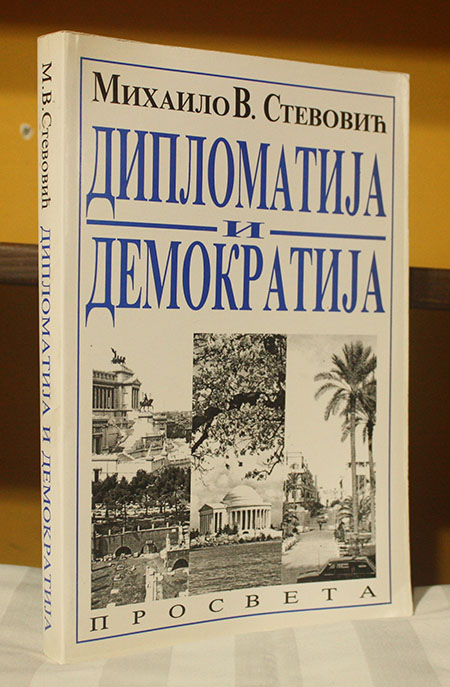 Михаило В. Стевовић
ДИПЛОМАТИЈА
И
ДЕМОКРАТИЈА
ПРОСВЕТА
М.В. Стевовић ДИПЛОМАТИЈА И ДЕМОКРАТИЈА